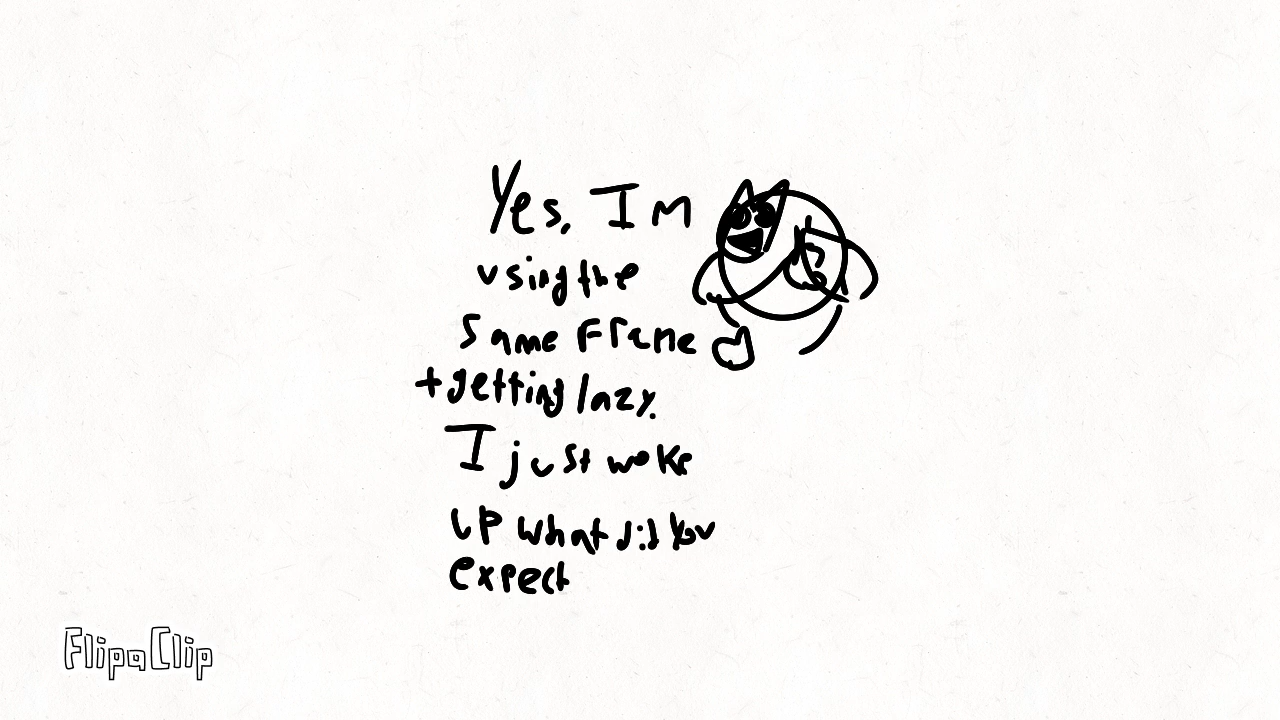 Yes, Im
using the
same Frame
+getting lazy.
I just woke
up what did you
expect
FlipaClip